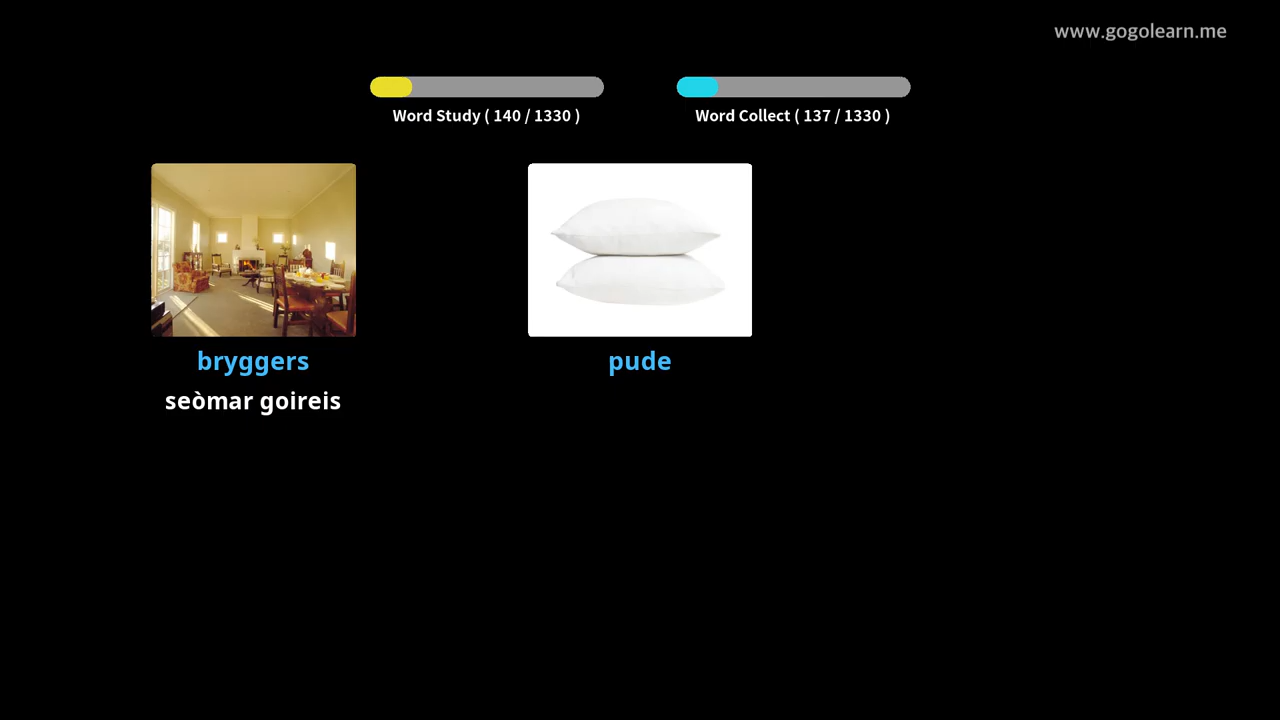 www.gogolearn.me
Word Study ( 140 / 1330 )
Word Collect ( 137 / 1330 )
bryggers
pude
seòmar goireis